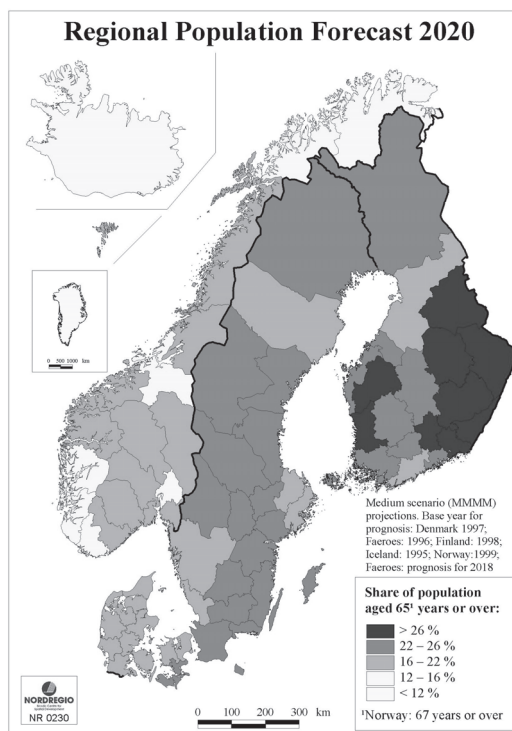 Regional Population Forecast 2020
0 500 1000 km
Medium scenario (MMMM)
projections. Base year for
prognosis: Denmark 1997;
Faeroes: 1996; Finland: 1998;
Iceland: 1995; Norway:1999;
Faeroes: prognosis for 2018
Share of population
aged 65¹ years or over:
> 26 %
22 – 26 %
16 – 22 %
12 – 16 %
< 12 %
¹Norway: 67 years or over
NORDREGIO
NR 0230
0 100 200 300 km